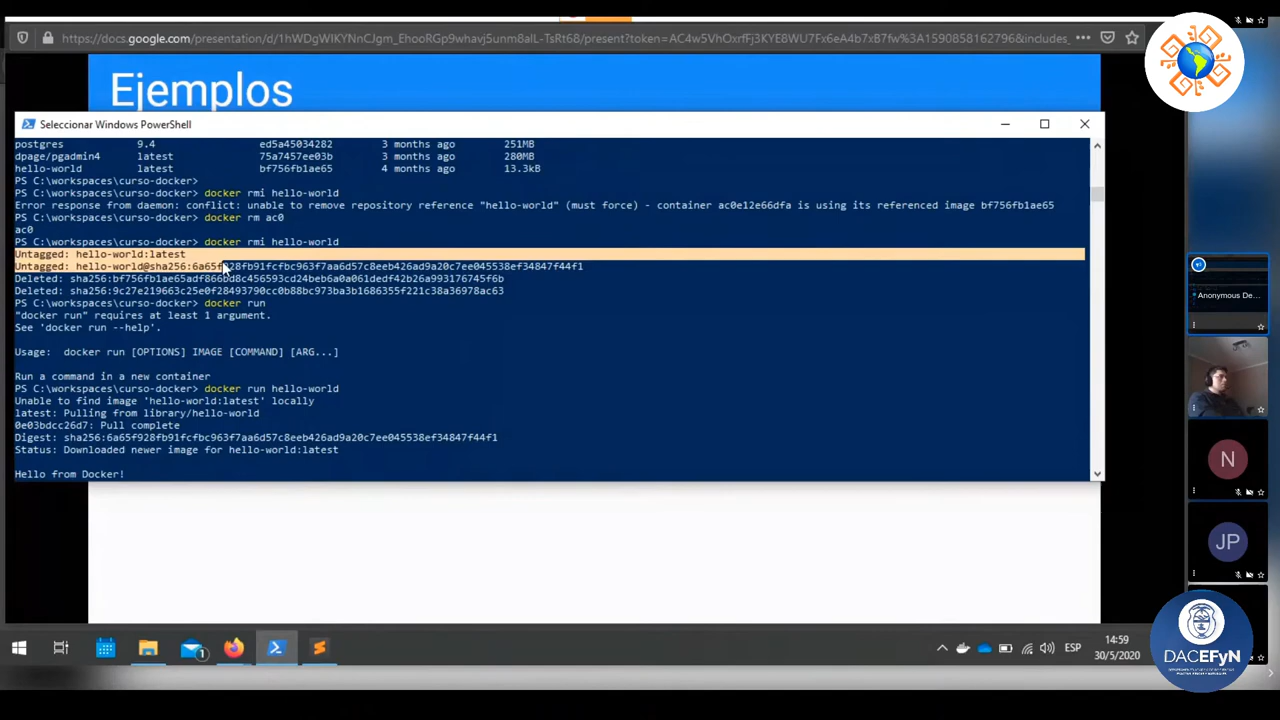 https://docs.google.com/presentation/d/1hWDgWIKYNnCJgm_EhooRGp9whavj5unm8alL-TsRt68/present?token=AC4w5VhOxrfFj3KYE8WU7Fx6eA4b7xB7fw%3A1590858162796&includes_
Ejemplos
Seleccionar Windows PowerShell
postgres 9.4 ed5a45034282 3 months ago 251MB
dpage/pgadmin4 latest 75a7457ee03b 3 months ago 280MB
hello-world latest bf756fb1ae65 4 months ago 13.3kB
PS C:\workspaces\curso-docker>
PS C:\workspaces\curso-docker> docker rmi hello-world
Error response from daemon: conflict: unable to remove repository reference "hello-world" (must force) - container ac0e12e66dfa is using its referenced image bf756fb1ae65
PS C:\workspaces\curso-docker> docker rm ac0
ac0
PS C:\workspaces\curso-docker> docker rmi hello-world
Untagged: hello-world:latest
Untagged: hello-world@sha256:6a65f928fb91fcfbc963f7aa6d57c8eeb426ad9a20c7ee045538ef34847f44f1
Deleted: sha256:bf756fb1ae65adf866bd8c456593cd24beb6a0a061dedf42b26a993176745f6b
Deleted: sha256:9c27e219663c25e0f28493790cc0b88bc973ba3b1686355f221c38a36978ac63
PS C:\workspaces\curso-docker> docker run
"docker run" requires at least 1 argument.
See 'docker run --help'.
Usage: docker run [OPTIONS] IMAGE [COMMAND] [ARG...]
Run a command in a new container
PS C:\workspaces\curso-docker> docker run hello-world
Unable to find image 'hello-world:latest' locally
latest: Pulling from library/hello-world
0e03bdcc26d7: Pull complete
Digest: sha256:6a65f928fb91fcfbc963f7aa6d57c8eeb426ad9a20c7ee045538ef34847f44f1
Status: Downloaded newer image for hello-world:latest
Hello from Docker!
Anonymous De...
N
JP
DACEFyN
1
ESP
14:59
30/5/2020